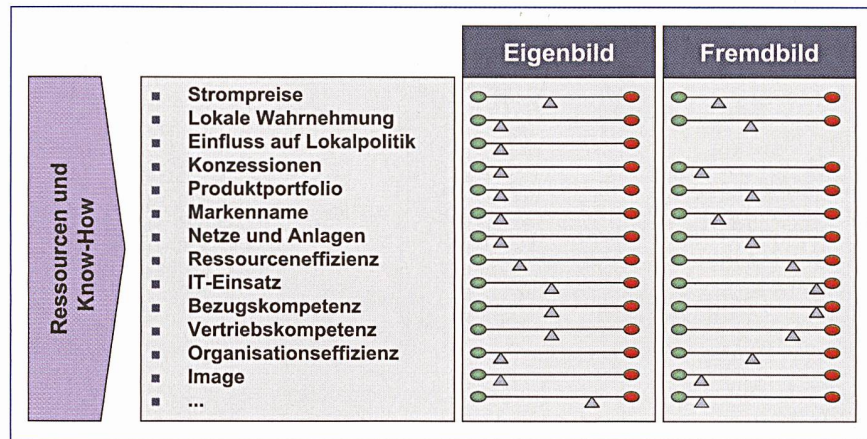 Eigenbild
Fremdbild
Ressourcen und
Know-How
Strompreise
Lokale Wahrnehmung
Einfluss auf Lokalpolitik
Konzessionen
Produktportfolio
Markenname
Netze und Anlagen
Ressourceneffizienz
IT-Einsatz
Bezugskompetenz
Vertriebskompetenz
Organisationseffizienz
Image
...